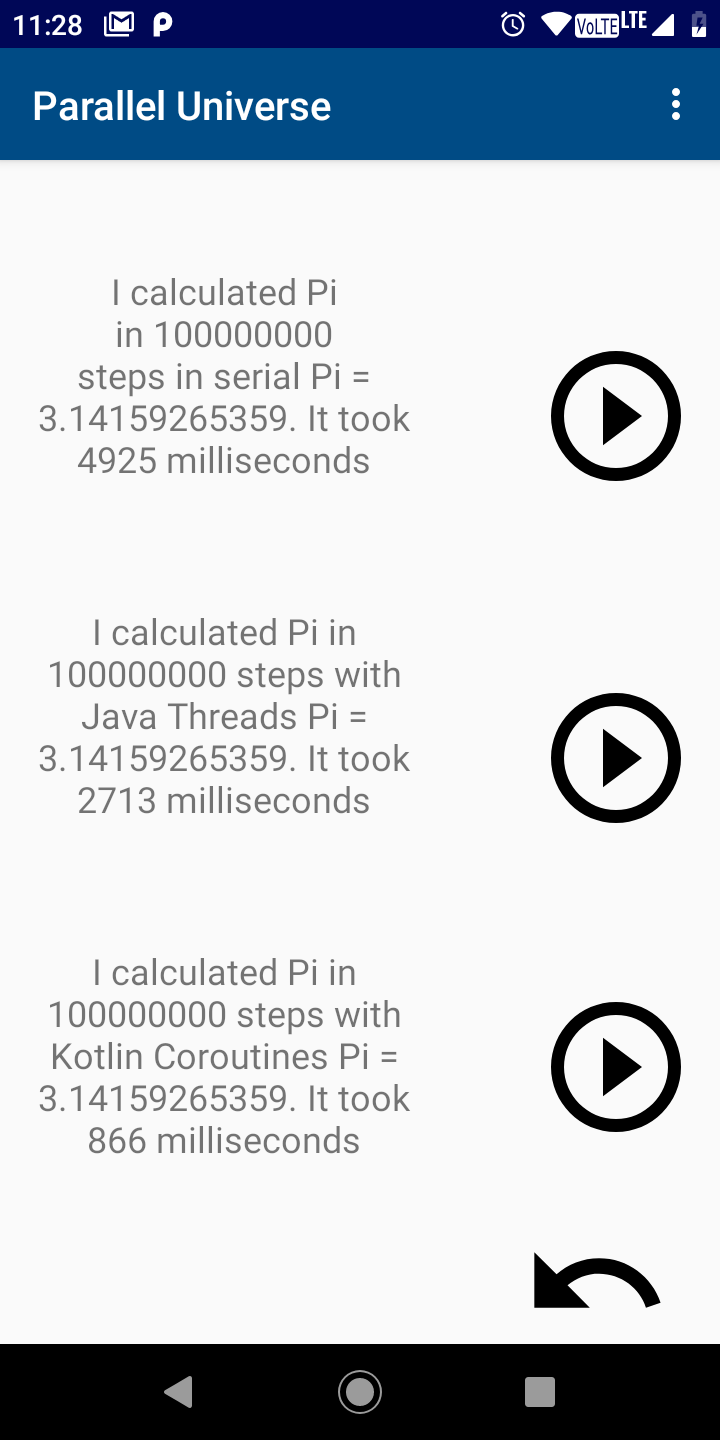 11:28 VoLTE LTE
Parallel Universe
I calculated Pi
in 100000000
steps in serial Pi =
3.14159265359. It took
4925 milliseconds
I calculated Pi in
100000000 steps with
Java Threads Pi =
3.14159265359. It took
2713 milliseconds
I calculated Pi in
100000000 steps with
Kotlin Coroutines Pi =
3.14159265359. It took
866 milliseconds